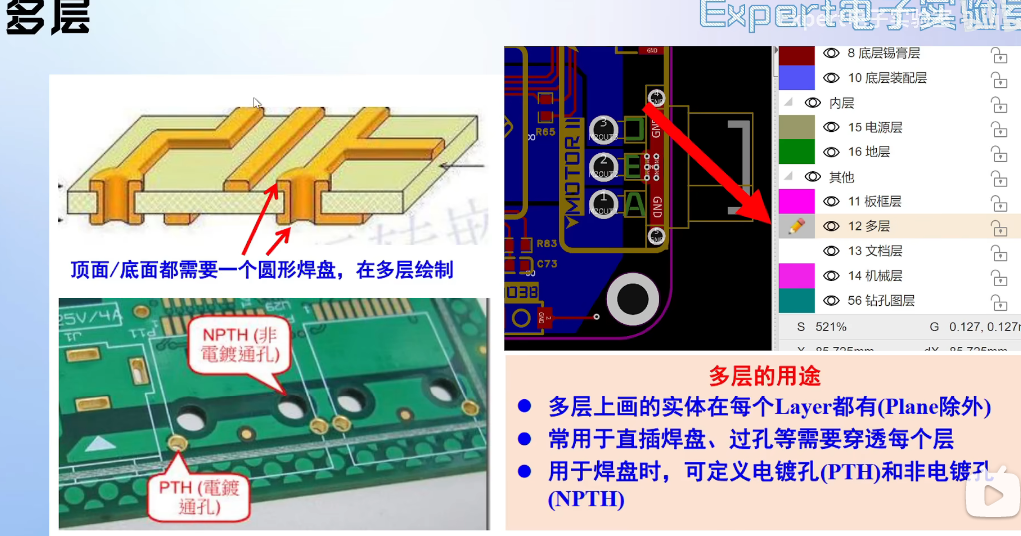 多层
Expert电子实验室
顶面/底面都需要一个圆形焊盘，在多层绘制
25V/4A
NPTH (非
電鍍通孔)
PTH (電鍍
通孔)
R65
MOTOR
3
2
1
E
A
GND
GND
R83
C73
8 底层锡膏层
10 底层装配层
内层
15 电源层
16 地层
其他
11 板框层
12 多层
13 文档层
14 机械层
56 钻孔图层
S 521%
G 0.127, 0.127
多层的用途
多层上画的实体在每个Layer都有(Plane除外)
常用于直插焊盘、过孔等需要穿透每个层
用于焊盘时，可定义电镀孔(PTH)和非电镀孔
(NPTH)